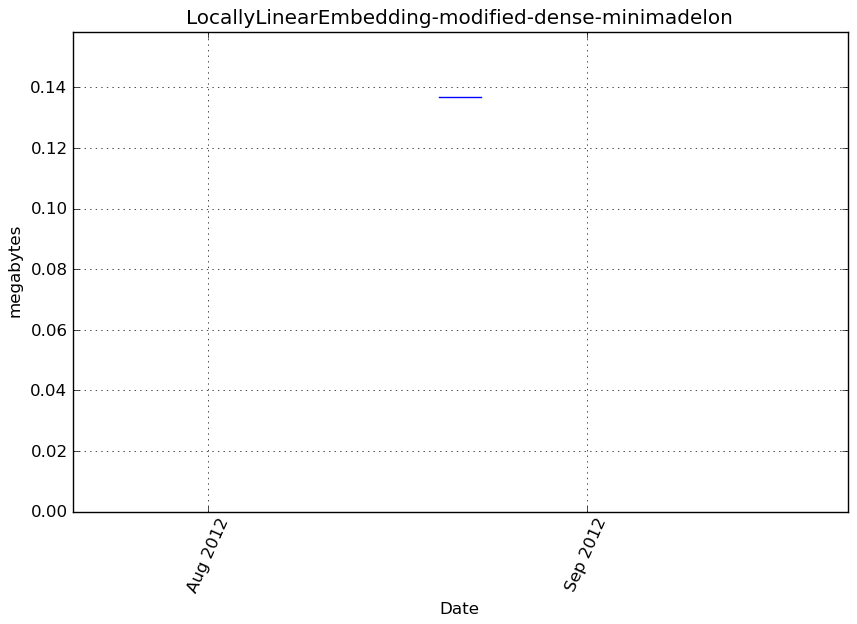 LocallyLinearEmbedding-modified-dense-minimadelon
0.14
0.12
0.10
0.08
0.06
0.04
0.02
0.00
megabytes
Aug 2012
Sep 2012
Date